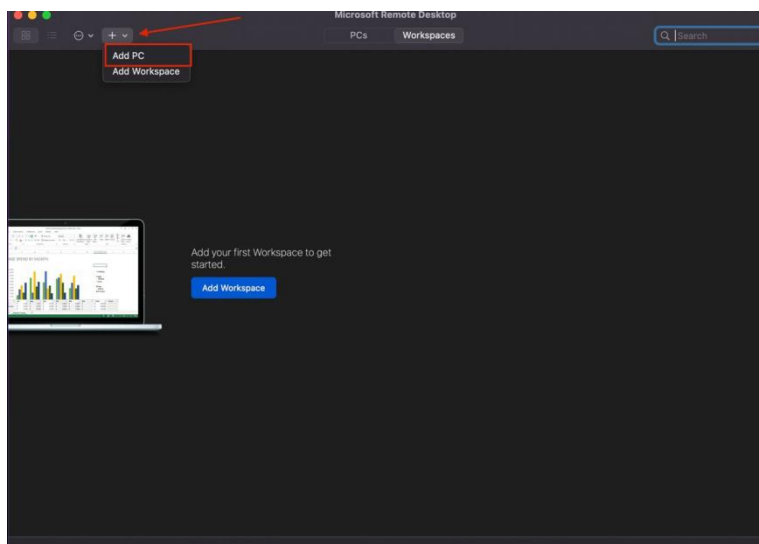 Microsoft Remote Desktop
PCs Workspaces
Search
Add PC
Add Workspace
Add your first Workspace to get
started.
Add Workspace